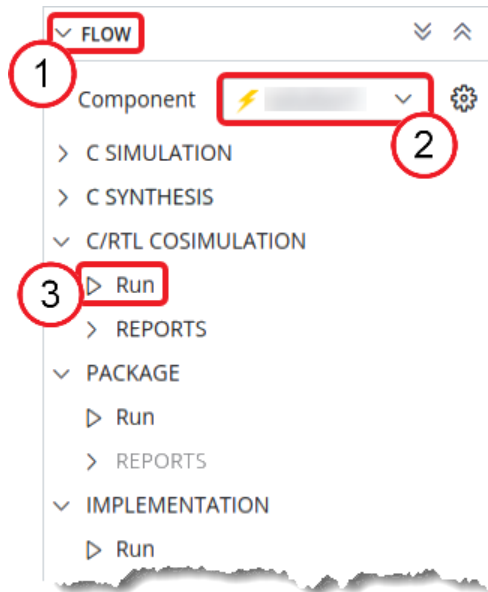 FLOW
1
Component
2
C SIMULATION
C SYNTHESIS
C/RTL COSIMULATION
3
Run
REPORTS
PACKAGE
Run
REPORTS
IMPLEMENTATION
Run